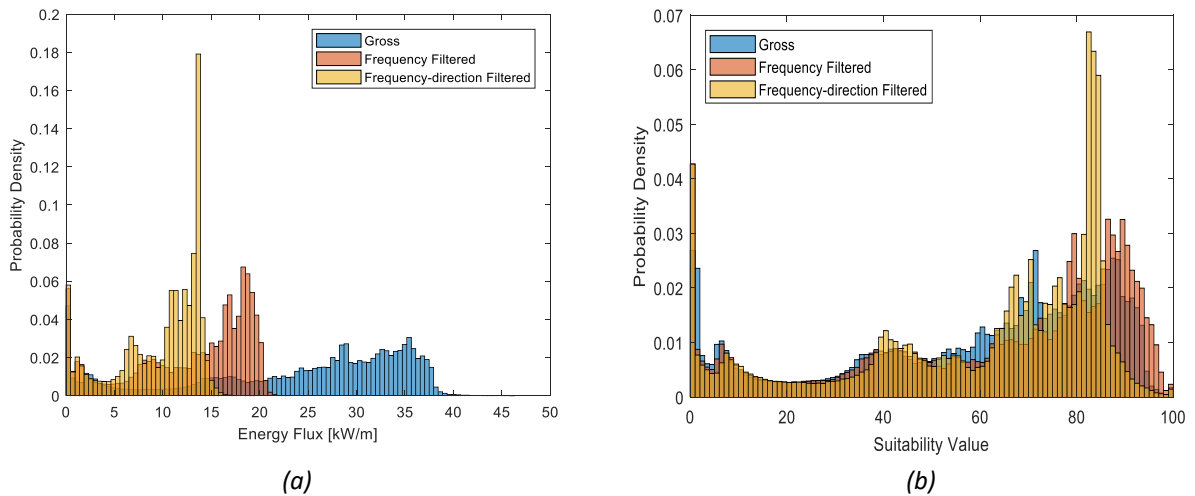 0.2
0.18
0.16
0.14
0.12
0.1
0.08
0.06
0.04
0.02
0
Probability Density
Gross
Frequency Filtered
Frequency-direction Filtered
0 5 10 15 20 25 30 35 40 45 50
Energy Flux [kW/m]
(a)
0.07
0.06
0.05
0.04
0.03
0.02
0.01
0
Probability Density
Gross
Frequency Filtered
Frequency-direction Filtered
0 20 40 60 80 100
Suitability Value
(b)